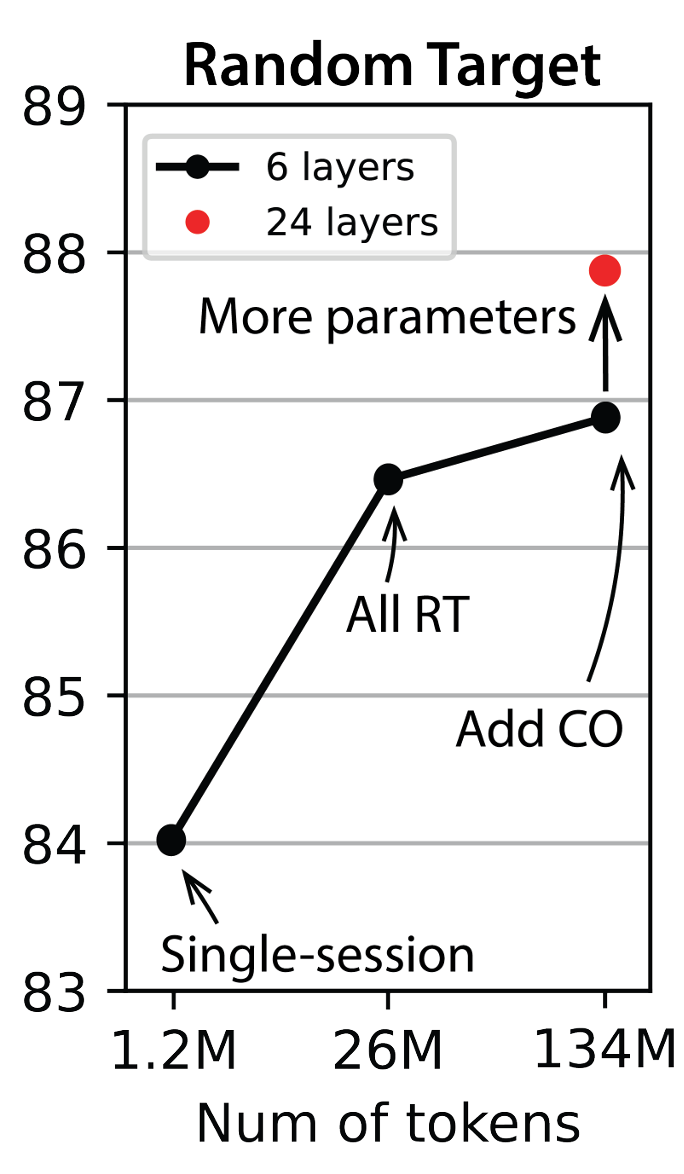 Random Target
89
6 layers
24 layers
88
More parameters
87
86
All RT
85
Add CO
84
Single-session
83
1.2M 26M 134M
Num of tokens